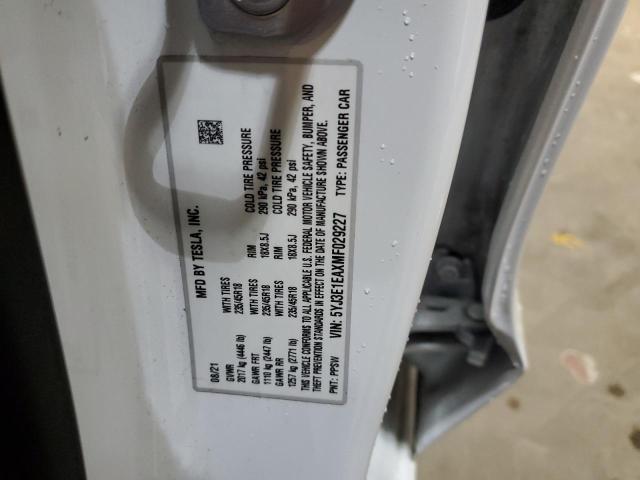 MFD BY TESLA, INC.
08/21
GVWR
2017 kg (4446 lb)
WITH TIRES 235/45R18
RIM 18X8.5J
COLD TIRE PRESSURE 290 kPa, 42 psi
GAWR FRT
1110 kg (2447 lb)
WITH TIRES 235/45R18
RIM 18X8.5J
COLD TIRE PRESSURE 290 kPa, 42 psi
GAWR RR
1257 kg (2771 lb)
WITH TIRES
235/45R18
THIS VEHICLE CONFORMS TO ALL APPLICABLE U.S. FEDERAL MOTOR VEHICLE SAFETY, BUMPER, AND
THEFT PREVENTION STANDARDS IN EFFECT ON THE DATE OF MANUFACTURE SHOWN ABOVE.
VIN: 5YJ3E1EAXMF029227 TYPE: PASSENGER CAR
PNT: PPSW